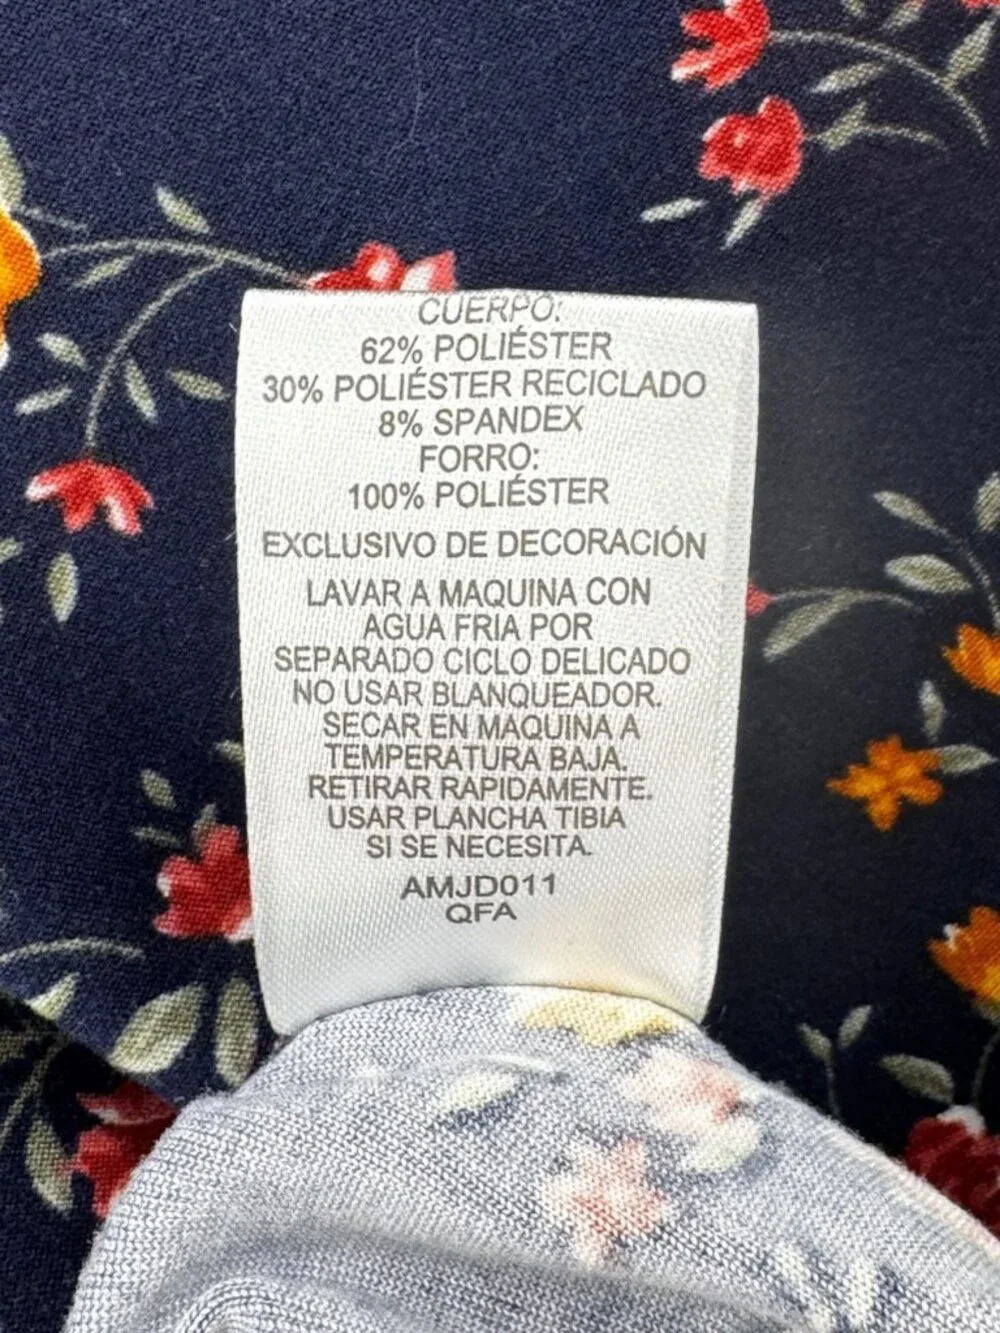 CUERPO:
62% POLIÉSTER
30% POLIÉSTER RECICLADO
8% SPANDEX
FORRO:
100% POLIÉSTER
EXCLUSIVO DE DECORACIÓN
LAVAR A MAQUINA CON
AGUA FRIA POR
SEPARADO CICLO DELICADO
NO USAR BLANQUEADOR.
SECAR EN MAQUINA A
TEMPERATURA BAJA.
RETIRAR RAPIDAMENTE.
USAR PLANCHA TIBIA
SI SE NECESITA.
AMJD011
QFA